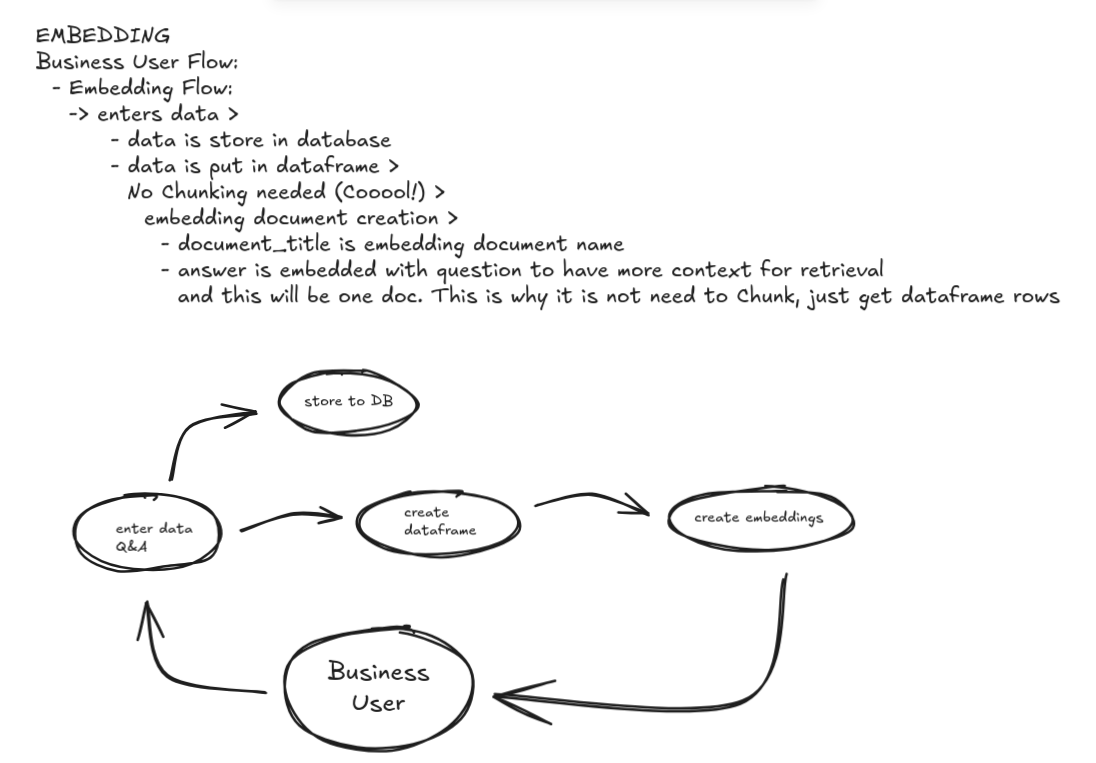 EMBEDDING
Business User Flow:
- Embedding Flow:
-> enters data >
- data is store in database
- data is put in dataframe >
No Chunking needed (Cooool!) >
embedding document creation >
- document_title is embedding document name
- answer is embedded with question to have more context for retrieval
and this will be one doc. This is why it is not need to Chunk, just get dataframe rows
store to DB
enter data
Q&A
create
dataframe
create embeddings
Business
User